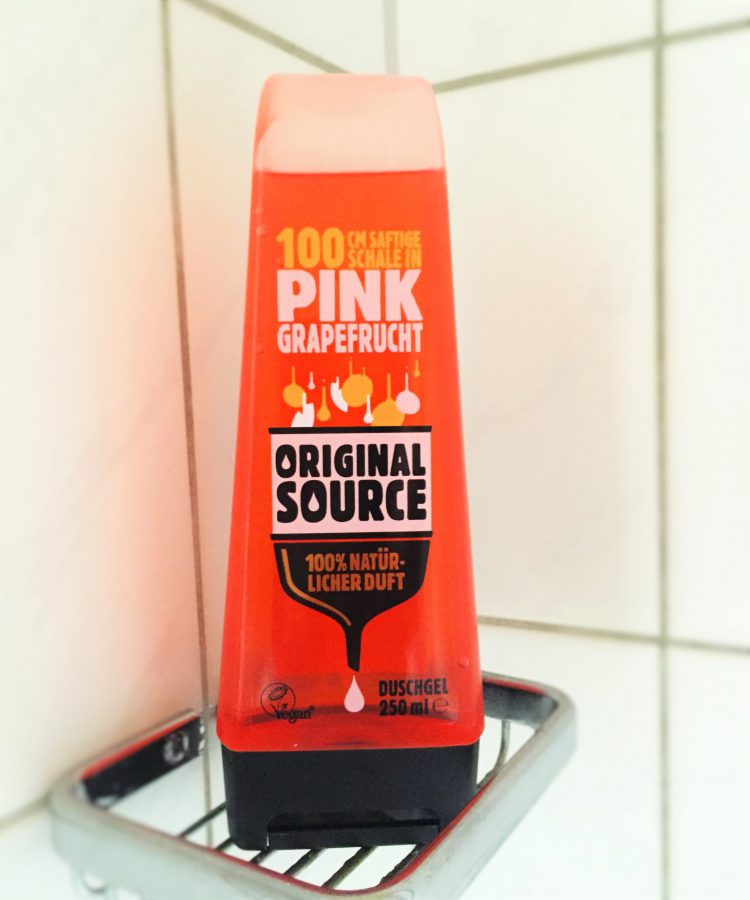 100 CM SAFTIGE
SCHALE IN
PINK
GRAPEFRUCHT
ORIGINAL
SOURCE
100% NATÜR-
LICHER DUFT
Vegan
DUSCHGEL
250 ml ℮